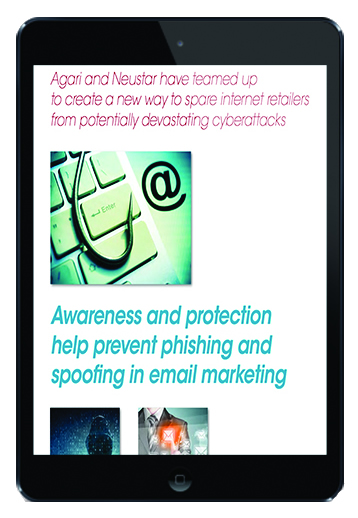 Agari and Neustar have teamed up
to create a new way to spare internet retailers
from potentially devastating cyberattacks
Enter
@
Awareness and protection
help prevent phishing and
spoofing in email marketing